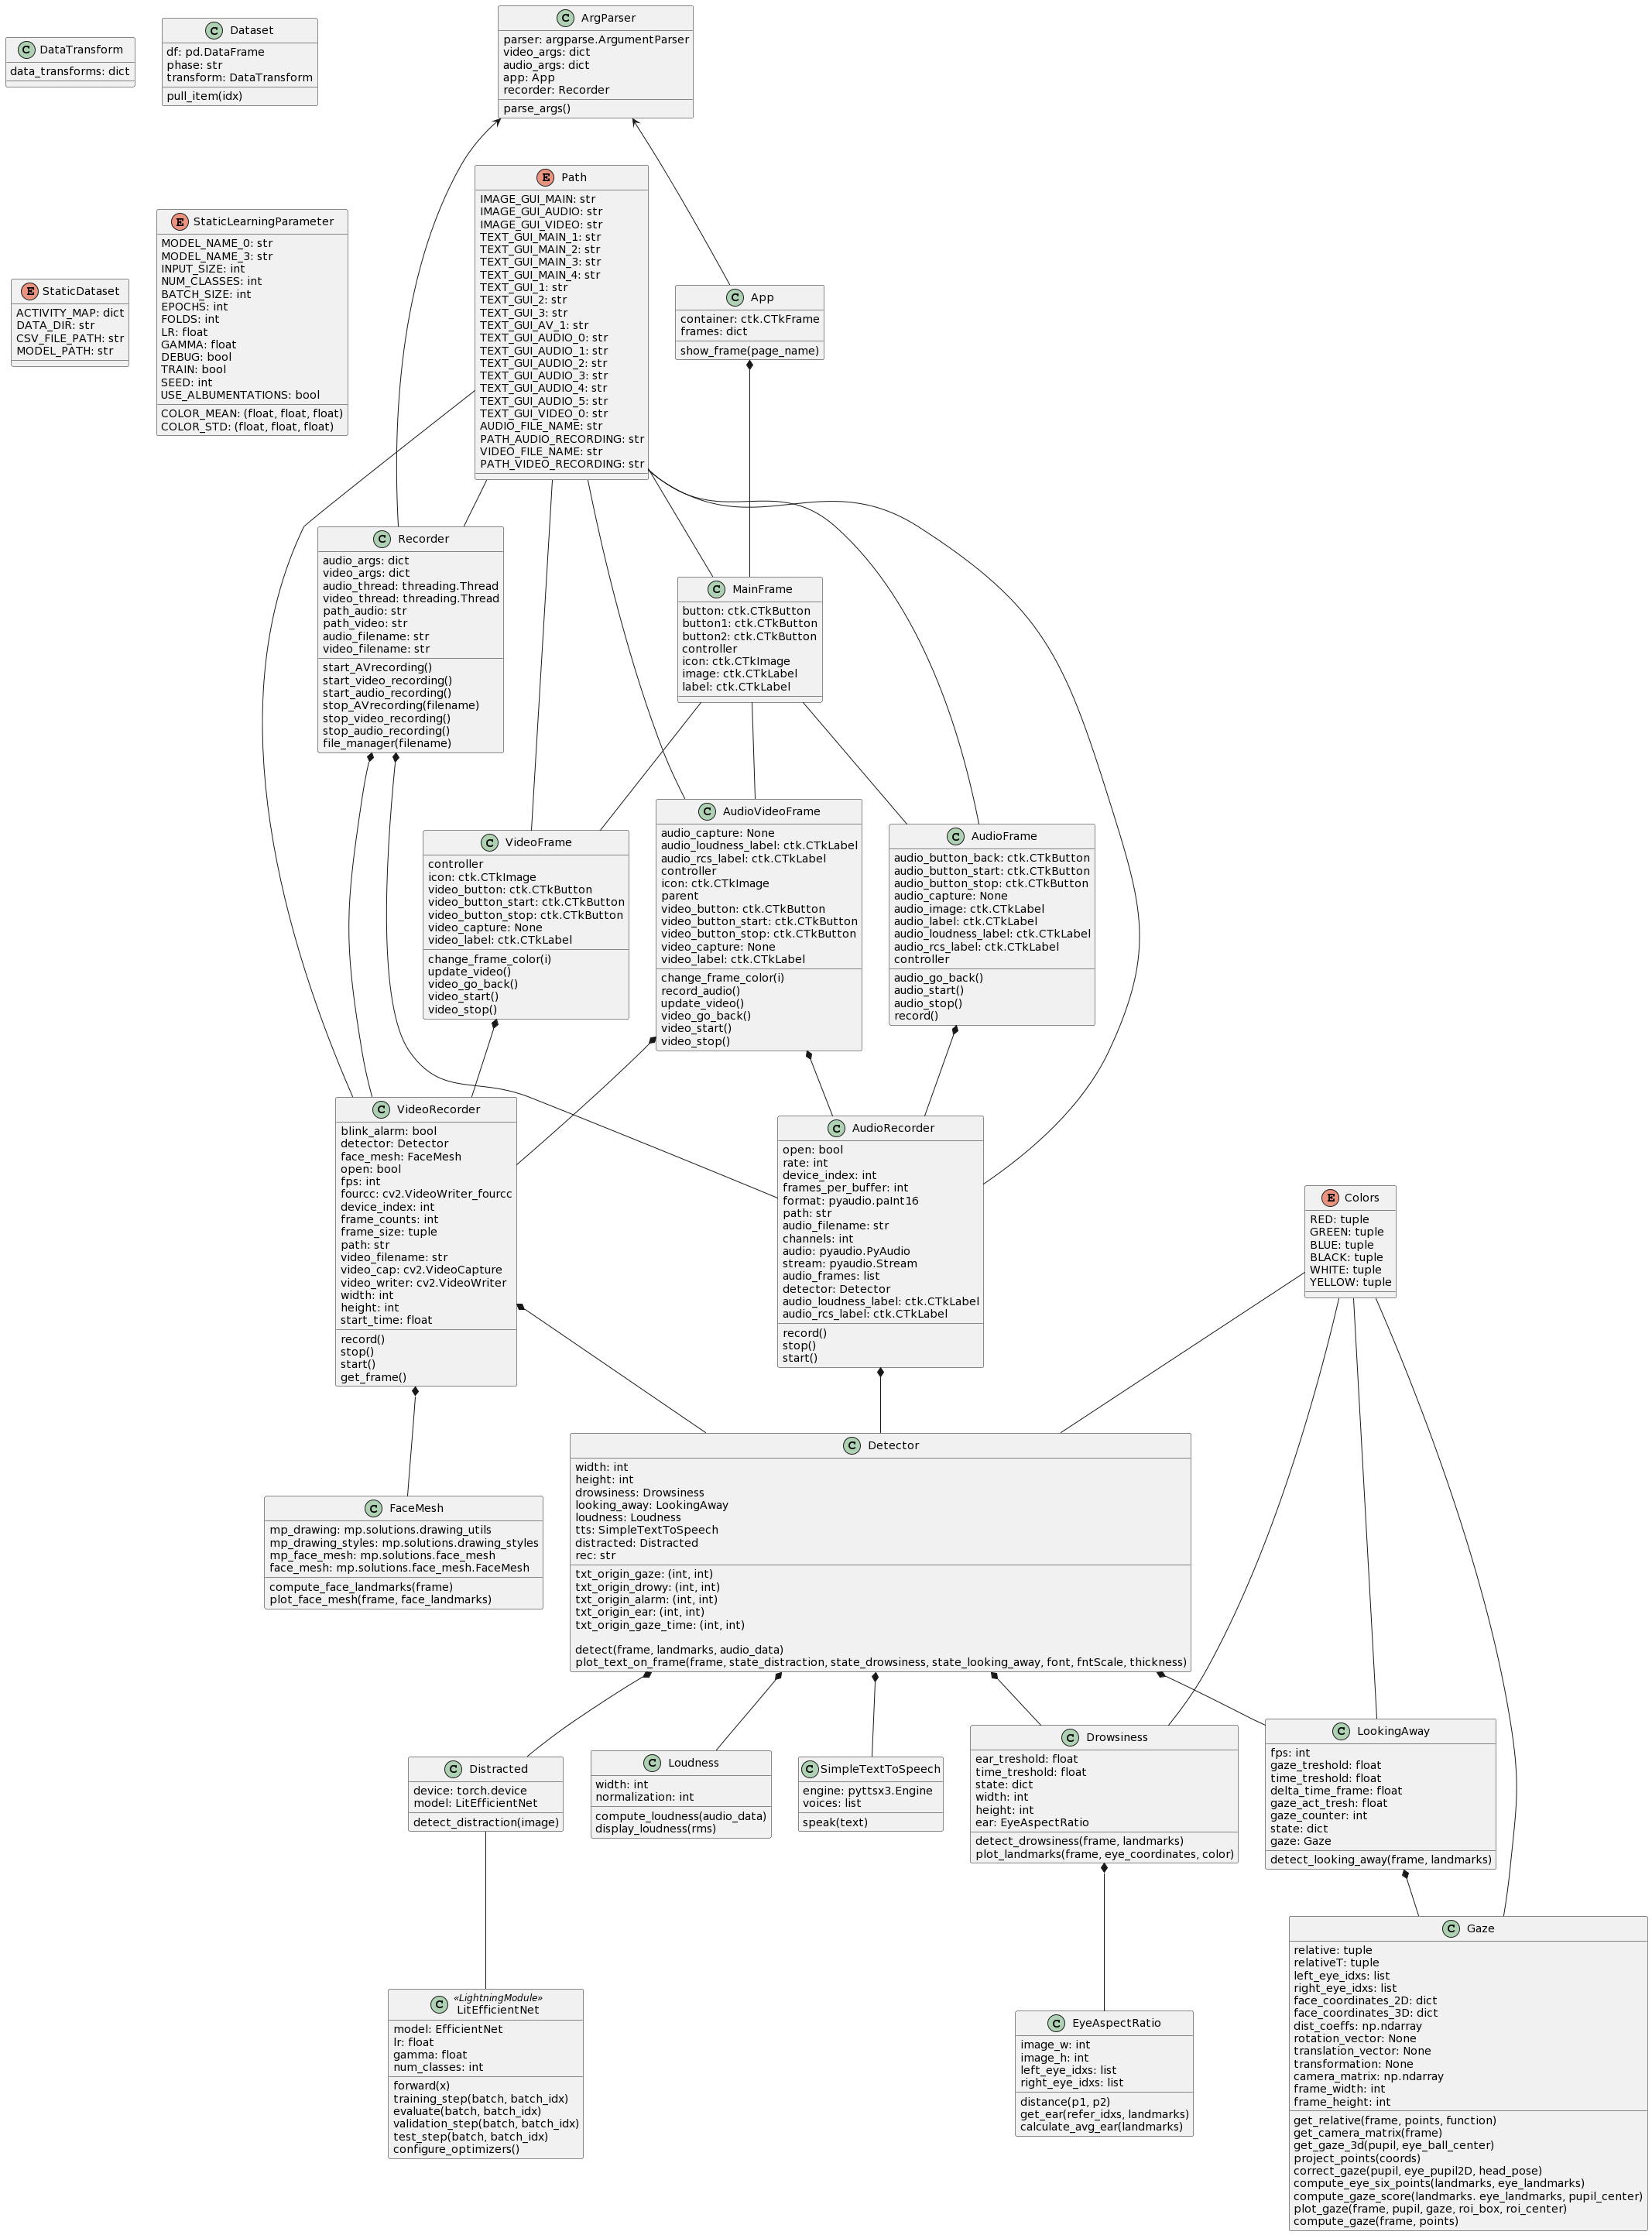 C ArgParser
parser: argparse.ArgumentParser
video_args: dict
audio_args: dict
app: App
recorder: Recorder
parse_args()
C Dataset
df: pd.DataFrame
phase: str
transform: DataTransform
pull_item(idx)
C DataTransform
data_transforms: dict
E Path
IMAGE_GUI_MAIN: str
IMAGE_GUI_AUDIO: str
IMAGE_GUI_VIDEO: str
TEXT_GUI_MAIN_1: str
TEXT_GUI_MAIN_2: str
TEXT_GUI_MAIN_3: str
TEXT_GUI_MAIN_4: str
TEXT_GUI_1: str
TEXT_GUI_2: str
TEXT_GUI_3: str
TEXT_GUI_AV_1: str
TEXT_GUI_AUDIO_0: str
TEXT_GUI_AUDIO_1: str
TEXT_GUI_AUDIO_2: str
TEXT_GUI_AUDIO_3: str
TEXT_GUI_AUDIO_4: str
TEXT_GUI_AUDIO_5: str
TEXT_GUI_VIDEO_0: str
AUDIO_FILE_NAME: str
PATH_AUDIO_RECORDING: str
VIDEO_FILE_NAME: str
PATH_VIDEO_RECORDING: str
E StaticLearningParameter
MODEL_NAME_0: str
MODEL_NAME_3: str
INPUT_SIZE: int
NUM_CLASSES: int
BATCH_SIZE: int
EPOCHS: int
FOLDS: int
LR: float
GAMMA: float
DEBUG: bool
TRAIN: bool
SEED: int
USE_ALBUMENTATIONS: bool
COLOR_MEAN: (float, float, float)
COLOR_STD: (float, float, float)
E StaticDataset
ACTIVITY_MAP: dict
DATA_DIR: str
CSV_FILE_PATH: str
MODEL_PATH: str
C App
container: ctk.CTkFrame
frames: dict
show_frame(page_name)
C Recorder
audio_args: dict
video_args: dict
audio_thread: threading.Thread
video_thread: threading.Thread
path_audio: str
path_video: str
audio_filename: str
video_filename: str
start_AVrecording()
start_video_recording()
start_audio_recording()
stop_AVrecording(filename)
stop_video_recording()
stop_audio_recording()
file_manager(filename)
C MainFrame
button: ctk.CTkButton
button1: ctk.CTkButton
button2: ctk.CTkButton
controller
icon: ctk.CTkImage
image: ctk.CTkLabel
label: ctk.CTkLabel
C VideoFrame
controller
icon: ctk.CTkImage
video_button: ctk.CTkButton
video_button_start: ctk.CTkButton
video_button_stop: ctk.CTkButton
video_capture: None
video_label: ctk.CTkLabel
change_frame_color(i)
update_video()
video_go_back()
video_start()
video_stop()
C AudioVideoFrame
audio_capture: None
audio_loudness_label: ctk.CTkLabel
audio_rcs_label: ctk.CTkLabel
controller
icon: ctk.CTkImage
parent
video_button: ctk.CTkButton
video_button_start: ctk.CTkButton
video_button_stop: ctk.CTkButton
video_capture: None
video_label: ctk.CTkLabel
change_frame_color(i)
record_audio()
update_video()
video_go_back()
video_start()
video_stop()
C AudioFrame
audio_button_back: ctk.CTkButton
audio_button_start: ctk.CTkButton
audio_button_stop: ctk.CTkButton
audio_capture: None
audio_image: ctk.CTkLabel
audio_label: ctk.CTkLabel
audio_loudness_label: ctk.CTkLabel
audio_rcs_label: ctk.CTkLabel
controller
audio_go_back()
audio_start()
audio_stop()
record()
C VideoRecorder
blink_alarm: bool
detector: Detector
face_mesh: FaceMesh
open: bool
fps: int
fourcc: cv2.VideoWriter_fourcc
device_index: int
frame_counts: int
frame_size: tuple
path: str
video_filename: str
video_cap: cv2.VideoCapture
video_writer: cv2.VideoWriter
width: int
height: int
start_time: float
record()
stop()
start()
get_frame()
C AudioRecorder
open: bool
rate: int
device_index: int
frames_per_buffer: int
format: pyaudio.paInt16
path: str
audio_filename: str
channels: int
audio: pyaudio.PyAudio
stream: pyaudio.Stream
audio_frames: list
detector: Detector
audio_loudness_label: ctk.CTkLabel
audio_rcs_label: ctk.CTkLabel
record()
stop()
start()
E Colors
RED: tuple
GREEN: tuple
BLUE: tuple
BLACK: tuple
WHITE: tuple
YELLOW: tuple
C FaceMesh
mp_drawing: mp.solutions.drawing_utils
mp_drawing_styles: mp.solutions.drawing_styles
mp_face_mesh: mp.solutions.face_mesh
face_mesh: mp.solutions.face_mesh.FaceMesh
compute_face_landmarks(frame)
plot_face_mesh(frame, face_landmarks)
C Detector
width: int
height: int
drowsiness: Drowsiness
looking_away: LookingAway
loudness: Loudness
tts: SimpleTextToSpeech
distracted: Distracted
rec: str
txt_origin_gaze: (int, int)
txt_origin_drowy: (int, int)
txt_origin_alarm: (int, int)
txt_origin_ear: (int, int)
txt_origin_gaze_time: (int, int)
detect(frame, landmarks, audio_data)
plot_text_on_frame(frame, state_distraction, state_drowsiness, state_looking_away, font, fntScale, thickness)
C Distracted
device: torch.device
model: LitEfficientNet
detect_distraction(image)
C Loudness
width: int
normalization: int
compute_loudness(audio_data)
display_loudness(rms)
C SimpleTextToSpeech
engine: pyttsx3.Engine
voices: list
speak(text)
C Drowsiness
ear_treshold: float
time_treshold: float
state: dict
width: int
height: int
ear: EyeAspectRatio
detect_drowsiness(frame, landmarks)
plot_landmarks(frame, eye_coordinates, color)
C LookingAway
fps: int
gaze_treshold: float
time_treshold: float
delta_time_frame: float
gaze_act_tresh: float
gaze_counter: int
state: dict
gaze: Gaze
detect_looking_away(frame, landmarks)
C «LightningModule»
LitEfficientNet
model: EfficientNet
lr: float
gamma: float
num_classes: int
forward(x)
training_step(batch, batch_idx)
evaluate(batch, batch_idx)
validation_step(batch, batch_idx)
test_step(batch, batch_idx)
configure_optimizers()
C EyeAspectRatio
image_w: int
image_h: int
left_eye_idxs: list
right_eye_idxs: list
distance(p1, p2)
get_ear(refer_idxs, landmarks)
calculate_avg_ear(landmarks)
C Gaze
relative: tuple
relativeT: tuple
left_eye_idxs: list
right_eye_idxs: list
face_coordinates_2D: dict
face_coordinates_3D: dict
dist_coeffs: np.ndarray
rotation_vector: None
translation_vector: None
transformation: None
camera_matrix: np.ndarray
frame_width: int
frame_height: int
get_relative(frame, points, function)
get_camera_matrix(frame)
get_gaze_3d(pupil, eye_ball_center)
project_points(coords)
correct_gaze(pupil, eye_pupil2D, head_pose)
compute_eye_six_points(landmarks, eye_landmarks)
compute_gaze_score(landmarks. eye_landmarks, pupil_center)
plot_gaze(frame, pupil, gaze, roi_box, roi_center)
compute_gaze(frame, points)